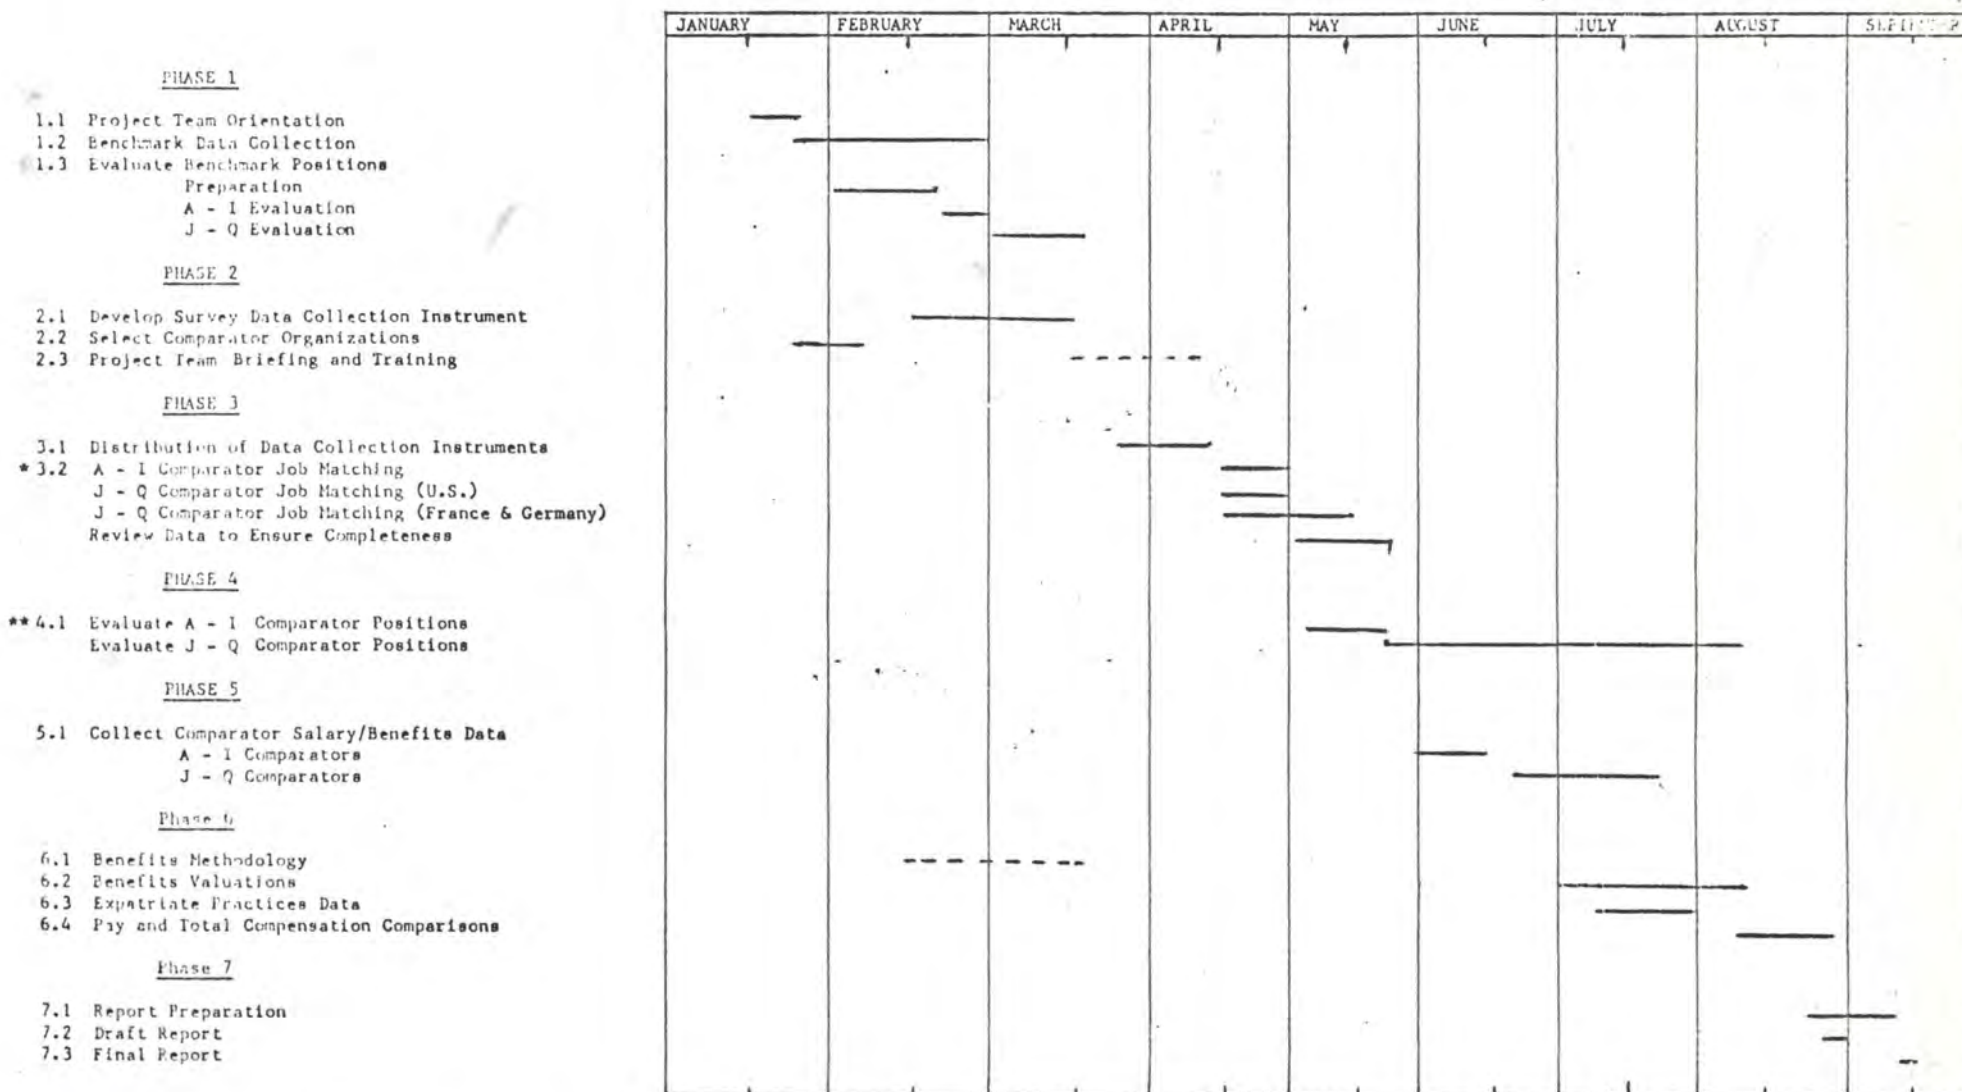 JANUARY FEBRUARY MARCH APRIL MAY JUNE JULY AUGUST SEPTEMBER
PHASE 1
1.1 Project Team Orientation
1.2 Benchmark Data Collection
1.3 Evaluate Benchmark Positions
Preparation
A - I Evaluation
J - Q Evaluation
PHASE 2
2.1 Develop Survey Data Collection Instrument
2.2 Select Comparator Organizations
2.3 Project Team Briefing and Training
PHASE 3
3.1 Distribution of Data Collection Instruments
* 3.2 A - I Comparator Job Matching
J - Q Comparator Job Matching (U.S.)
J - Q Comparator Job Matching (France & Germany)
Review Data to Ensure Completeness
PHASE 4
** 4.1 Evaluate A - I Comparator Positions
Evaluate J - Q Comparator Positions
PHASE 5
5.1 Collect Comparator Salary/Benefits Data
A - I Comparators
J - Q Comparators
Phase 6
6.1 Benefits Methodology
6.2 Benefits Valuations
6.3 Expatriate Practices Data
6.4 Pay and Total Compensation Comparisons
Phase 7
7.1 Report Preparation
7.2 Draft Report
7.3 Final Report